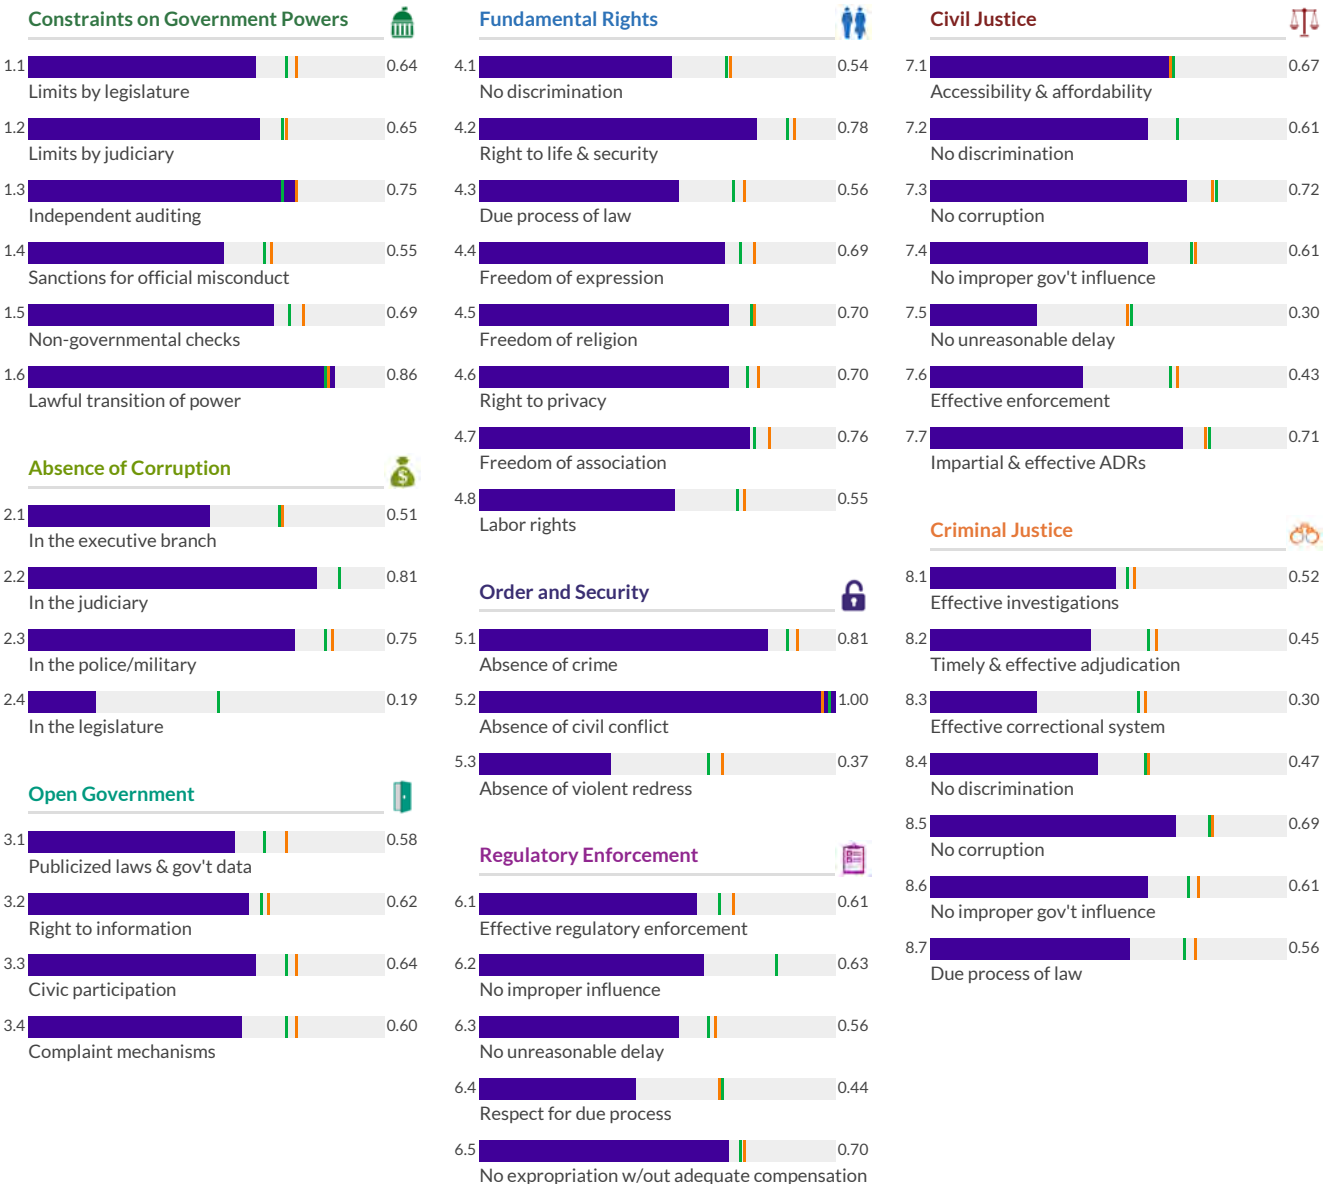 Constraints on Government Powers
1.1 0.64
Limits by legislature
1.2 0.65
Limits by judiciary
1.3 0.75
Independent auditing
1.4 0.55
Sanctions for official misconduct
1.5 0.69
Non-governmental checks
1.6 0.86
Lawful transition of power
Absence of Corruption
2.1 0.51
In the executive branch
2.2 0.81
In the judiciary
2.3 0.75
In the police/military
2.4 0.19
In the legislature
Open Government
3.1 0.58
Publicized laws & gov't data
3.2 0.62
Right to information
3.3 0.64
Civic participation
3.4 0.60
Complaint mechanisms
Fundamental Rights
4.1 0.54
No discrimination
4.2 0.78
Right to life & security
4.3 0.56
Due process of law
4.4 0.69
Freedom of expression
4.5 0.70
Freedom of religion
4.6 0.70
Right to privacy
4.7 0.76
Freedom of association
4.8 0.55
Labor rights
Order and Security
5.1 0.81
Absence of crime
5.2 1.00
Absence of civil conflict
5.3 0.37
Absence of violent redress
Regulatory Enforcement
6.1 0.61
Effective regulatory enforcement
6.2 0.63
No improper influence
6.3 0.56
No unreasonable delay
6.4 0.44
Respect for due process
6.5 0.70
No expropriation w/out adequate compensation
Civil Justice
7.1 0.67
Accessibility & affordability
7.2 0.61
No discrimination
7.3 0.72
No corruption
7.4 0.61
No improper gov't influence
7.5 0.30
No unreasonable delay
7.6 0.43
Effective enforcement
7.7 0.71
Impartial & effective ADRs
Criminal Justice
8.1 0.52
Effective investigations
8.2 0.45
Timely & effective adjudication
8.3 0.30
Effective correctional system
8.4 0.47
No discrimination
8.5 0.69
No corruption
8.6 0.61
No improper gov't influence
8.7 0.56
Due process of law